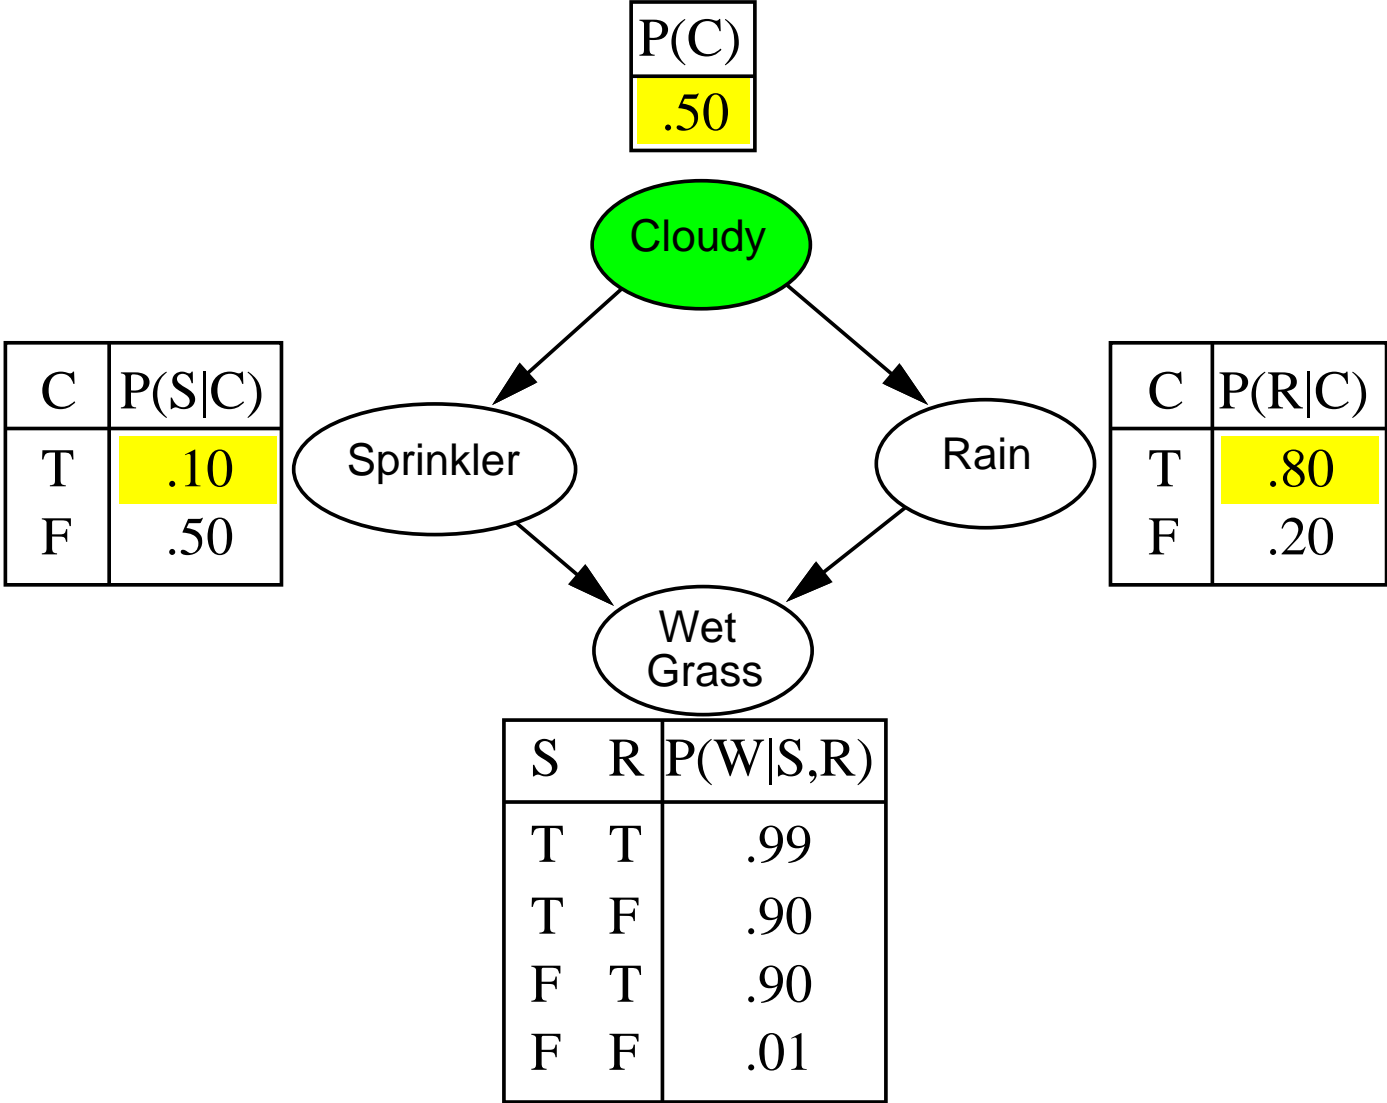 P(C)
.50
Cloudy
C P(S|C)
T .10
F .50
Sprinkler
Rain
C P(R|C)
T .80
F .20
Wet
Grass
S R P(W|S,R)
T T .99
T F .90
F T .90
F F .01